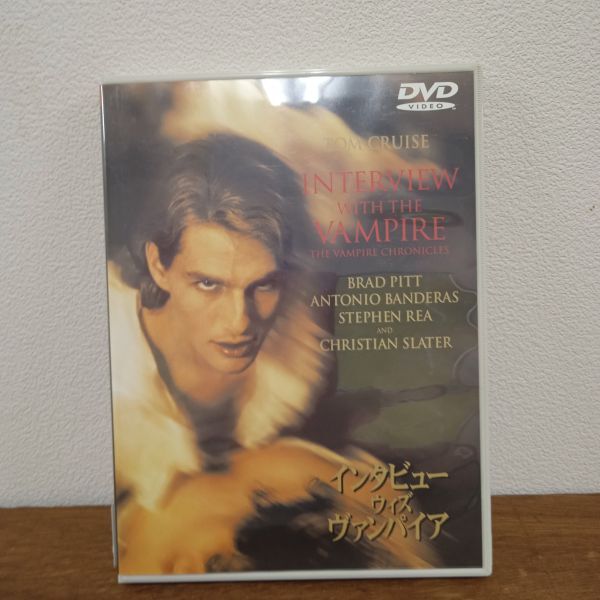 DVD
VIDEO
TOM CRUISE
INTERVIEW
WITH THE
VAMPIRE
THE VAMPIRE CHRONICLES
BRAD PITT
ANTONIO BANDERAS
STEPHEN REA
AND
CHRISTIAN SLATER
インタビュー
ウィズ
ヴァンパイア